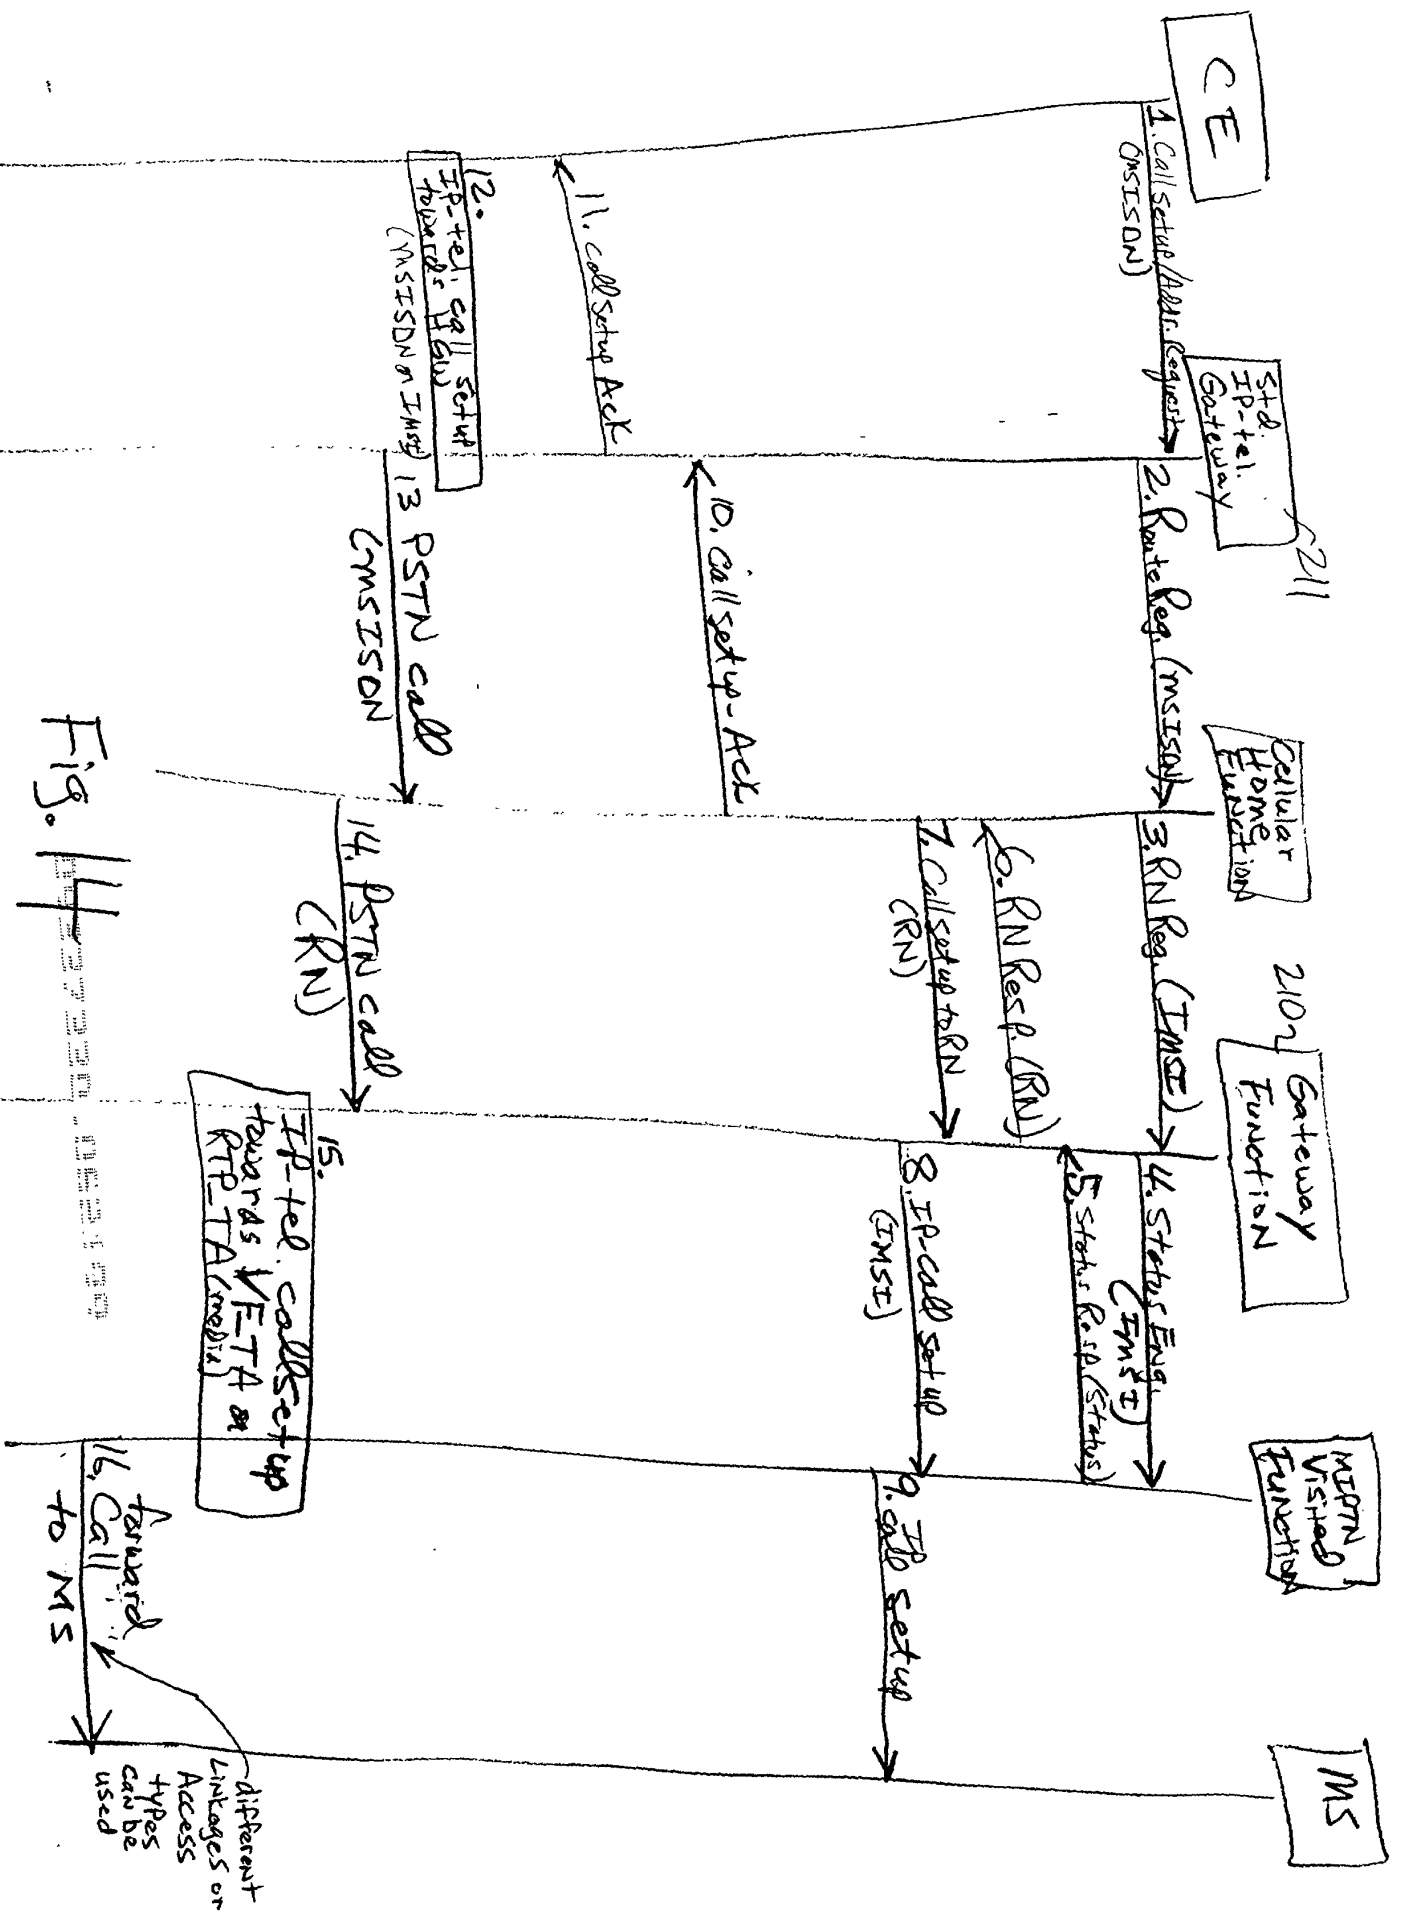 CE
Std.
IP-tel.
Gateway
211
Cellular
Home
Function
210
Gateway
Function
MIPTN
Visited
Function
MS
1. Call Setup/Addr. Request
(MSISDN)
2. Route Req. (MSISDN)
3. RN Req. (IMSI)
4. Status Enq.
(IMSI)
5. Status Resp. (Status)
6. RN Resp. (RN)
7. Call setup to RN
(RN)
8. IP-call setup
(IMSI)
9. IP
call setup
10. call setup-Ack
11. call setup Ack
12.
IP-tel. call setup
towards HGW
(MSISDN or IMSI)
13 PSTN call
(MSISDN)
14. PSTN call
(RN)
15.
IP-tel. call setup
towards VETA or
RTP_TA (media)
16. forward
Call
to MS
different
Linkages or
Access
types
can be
used
Fig. 14